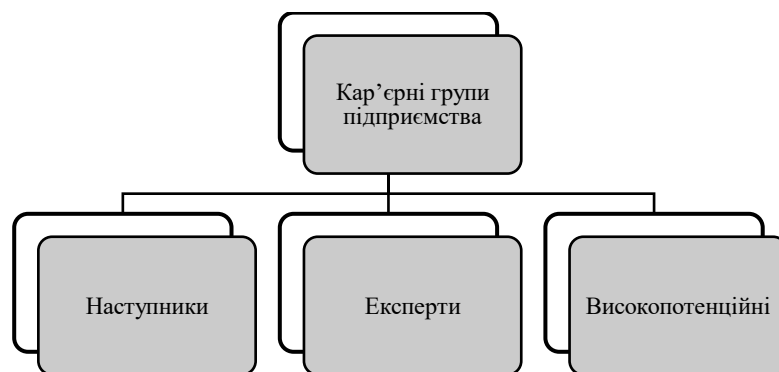 Кар’єрні групи
підприємства
Наступники
Експерти
Високопотенційні